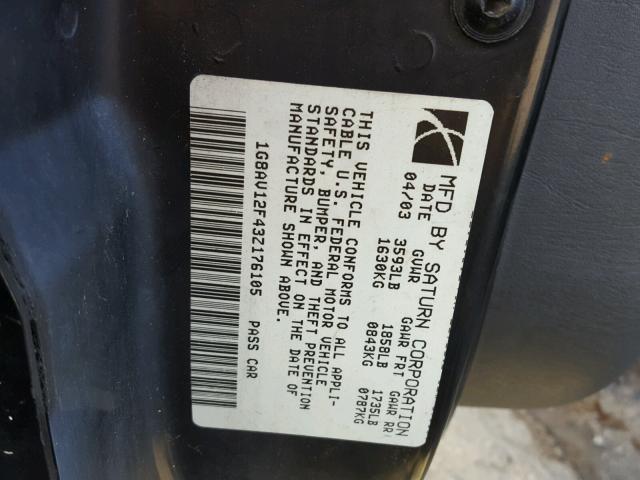 MFD BY SATURN CORPORATION
DATE GVWR GAWR FRT GAWR RR
04/03 3593LB 1858LB 1735LB
1630KG 0843KG 0787KG
THIS VEHICLE CONFORMS TO ALL APPLI-
CABLE U.S. FEDERAL MOTOR VEHICLE
SAFETY, BUMPER, AND THEFT PREVENTION
STANDARDS IN EFFECT ON THE DATE OF
MANUFACTURE SHOWN ABOVE.
1G8AV12F43Z176105 PASS CAR